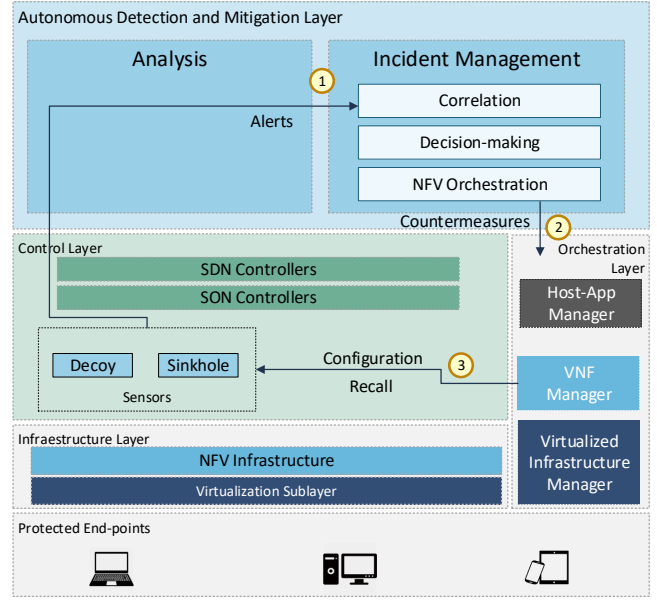 Autonomous Detection and Mitigation Layer
Analysis
Incident Management
1
Alerts
Correlation
Decision-making
NFV Orchestration
Countermeasures
2
Control Layer
SDN Controllers
SON Controllers
Decoy
Sinkhole
Sensors
Configuration
Recall
3
Orchestration
Layer
Host-App
Manager
VNF
Manager
Virtualized
Infrastructure
Manager
Infraestructure Layer
NFV Infrastructure
Virtualization Sublayer
Protected End-points